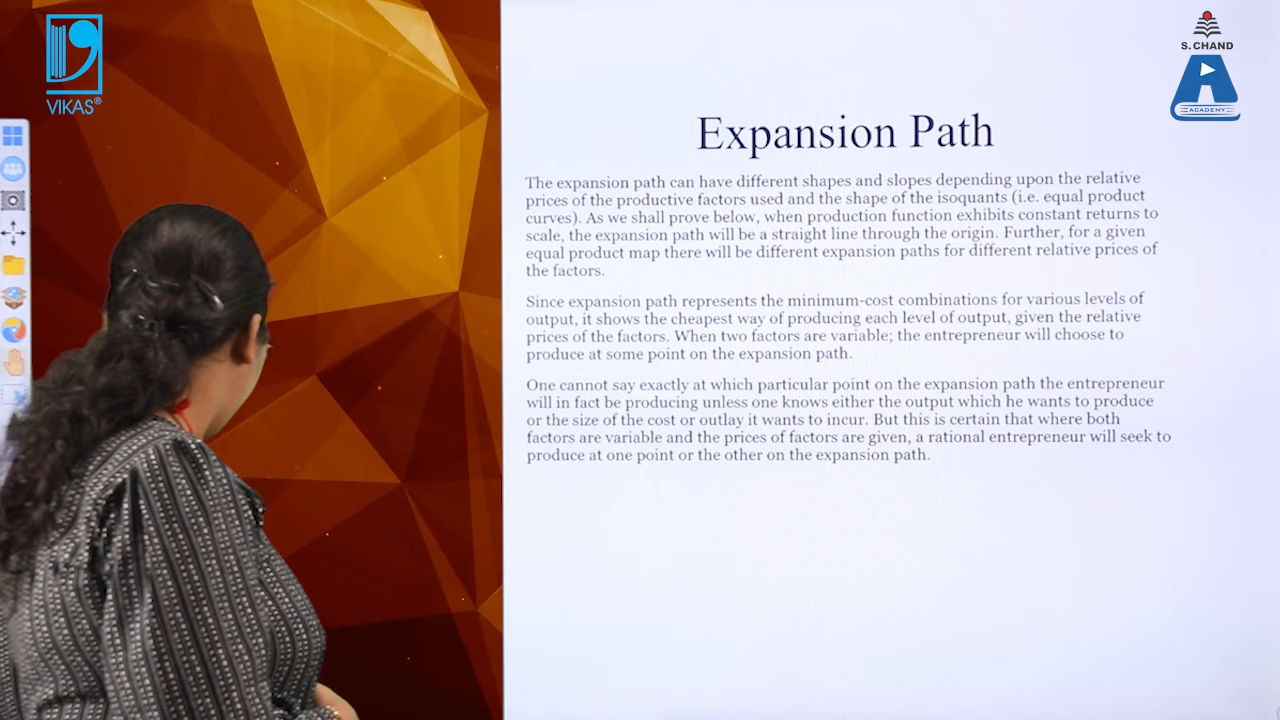 VIKAS®
S.CHAND
ACADEMY
Expansion Path
The expansion path can have different shapes and slopes depending upon the relative
prices of the productive factors used and the shape of the isoquants (i.e. equal product
curves). As we shall prove below, when production function exhibits constant returns to
scale, the expansion path will be a straight line through the origin. Further, for a given
equal product map there will be different expansion paths for different relative prices of
the factors.
Since expansion path represents the minimum-cost combinations for various levels of
output, it shows the cheapest way of producing each level of output, given the relative
prices of the factors. When two factors are variable; the entrepreneur will choose to
produce at some point on the expansion path.
One cannot say exactly at which particular point on the expansion path the entrepreneur
will in fact be producing unless one knows either the output which he wants to produce
or the size of the cost or outlay it wants to incur. But this is certain that where both
factors are variable and the prices of factors are given, a rational entrepreneur will seek to
produce at one point or the other on the expansion path.